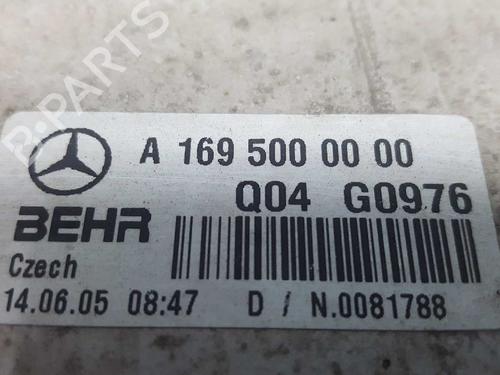 B-PARTS
A 169 500 00 00
Q04 G0976
BEHR
Czech
14.06.05 08:47 D / N.0081788